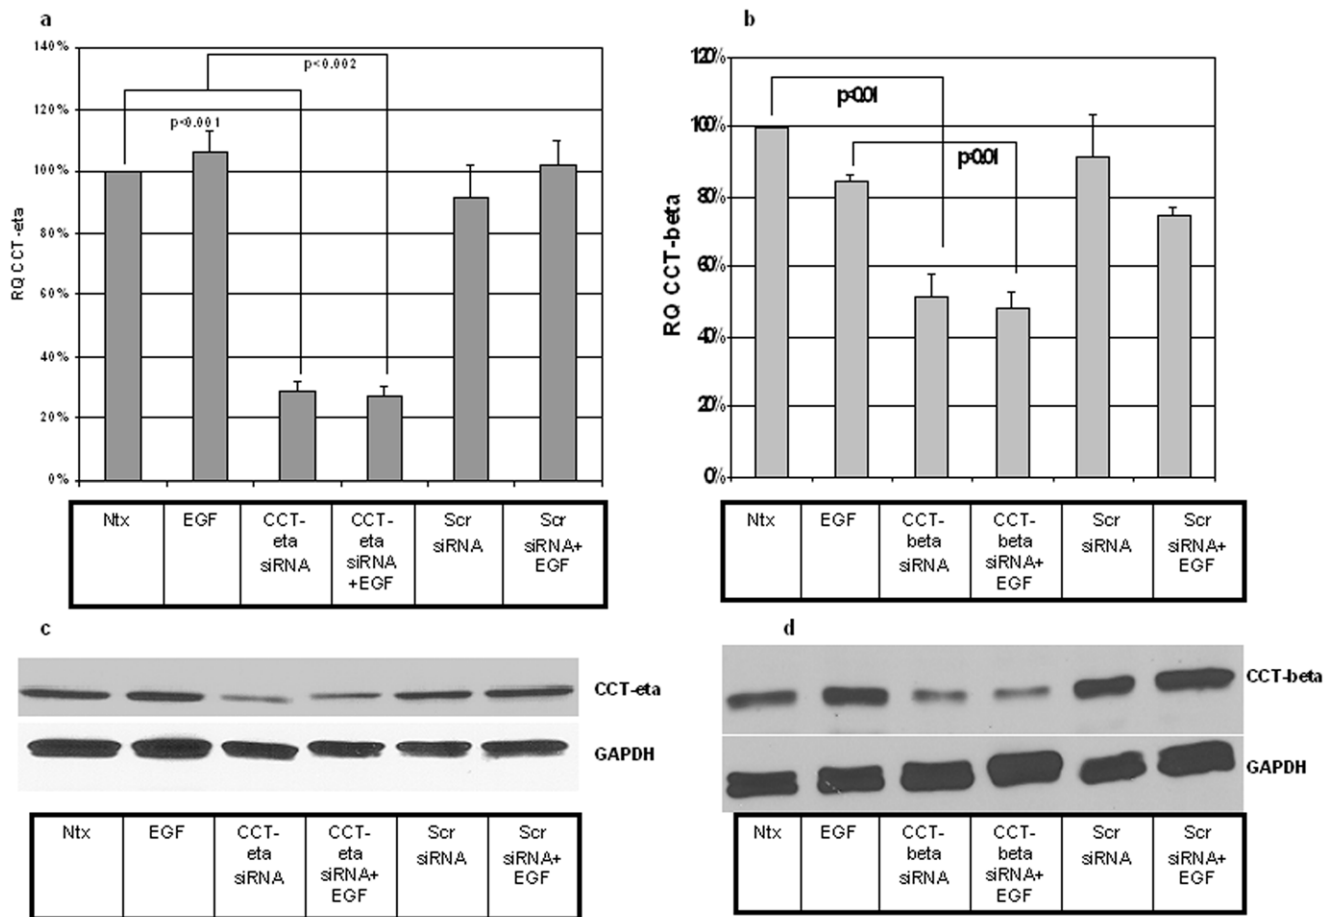 a
140%
120%
100%
80%
60%
40%
20%
0%
RQ CCT-eta
p<0.002
p<0.001
Ntx
EGF
CCT-
eta
siRNA
CCT-
eta
siRNA
+EGF
Scr
siRNA
Scr
siRNA+
EGF
b
120%
100%
80%
60%
40%
20%
0%
RQ CCT-beta
p<0.01
p<0.01
Ntx
EGF
CCT-
beta
siRNA
CCT-
beta
siRNA+
EGF
Scr
siRNA
Scr
siRNA+
EGF
c
CCT-eta
GAPDH
Ntx
EGF
CCT-
eta
siRNA
CCT-
eta
siRNA+
EGF
Scr
siRNA
Scr
siRNA+
EGF
d
CCT-beta
GAPDH
Ntx
EGF
CCT-
beta
siRNA
CCT-
beta
siRNA+
EGF
Scr
siRNA
Scr
siRNA+
EGF